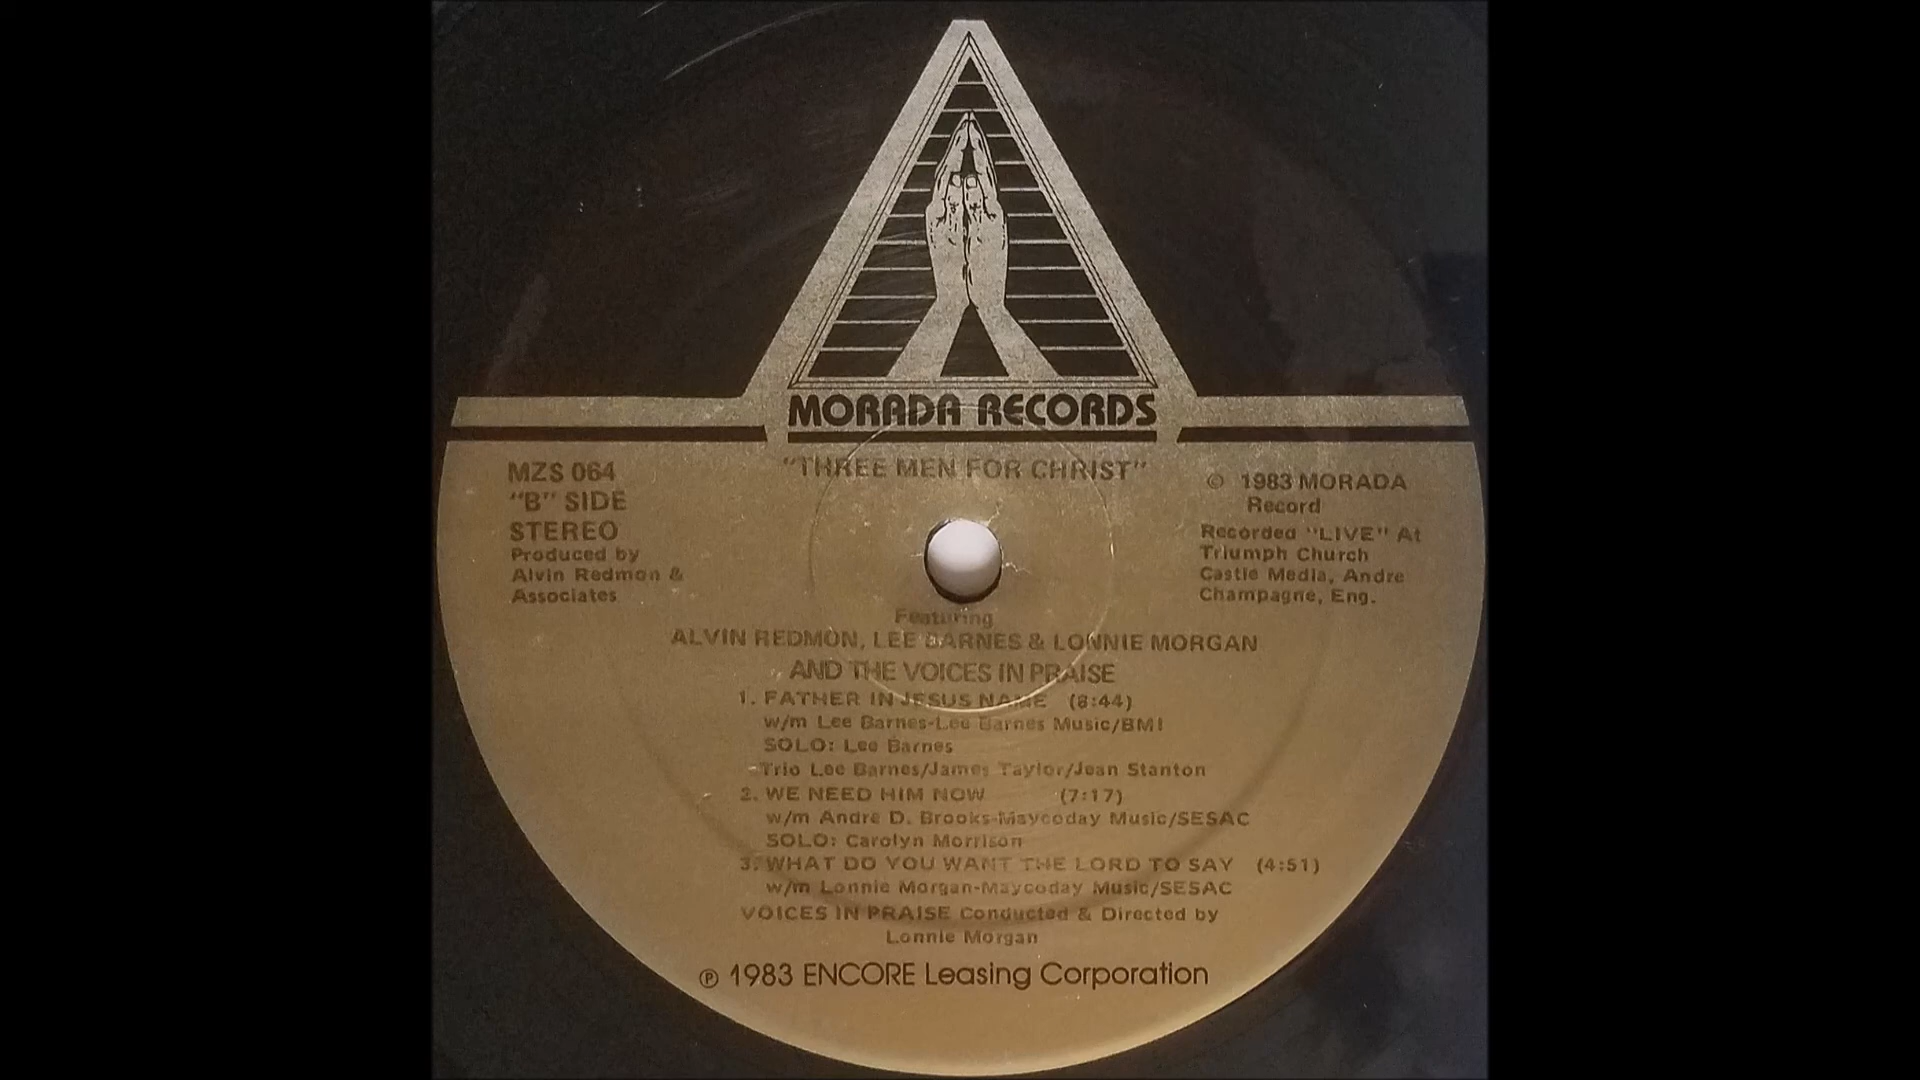 MORADA RECORDS
MZS 064
"B" SIDE
STEREO
Produced by
Alvin Redmon &
Associates
"THREE MEN FOR CHRIST"
© 1983 MORADA
Record
Recorded "LIVE" At
Triumph Church
Castle Media, Andre
Champagne, Eng.
Featuring
ALVIN REDMON, LEE BARNES & LONNIE MORGAN
AND THE VOICES IN PRAISE
1. FATHER IN JESUS NAME (8:44)
w/m Lee Barnes-Lee Barnes Music/BMI
SOLO: Lee Barnes
Trio Lee Barnes/James Taylor/Jean Stanton
2. WE NEED HIM NOW (7:17)
w/m Andre D. Brooks-Maycoday Music/SESAC
SOLO: Carolyn Morrison
3. WHAT DO YOU WANT THE LORD TO SAY (4:51)
w/m Lonnie Morgan-Maycoday Music/SESAC
VOICES IN PRAISE Conducted & Directed by
Lonnie Morgan
℗ 1983 ENCORE Leasing Corporation